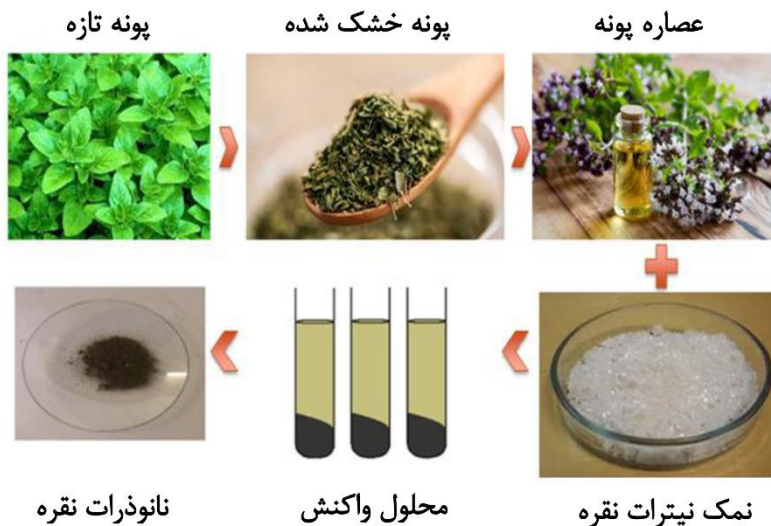 عصاره پونه
پونه خشک شده
پونه تازه
نمک نیترات نقره
محلول واکنش
نانوذرات نقره